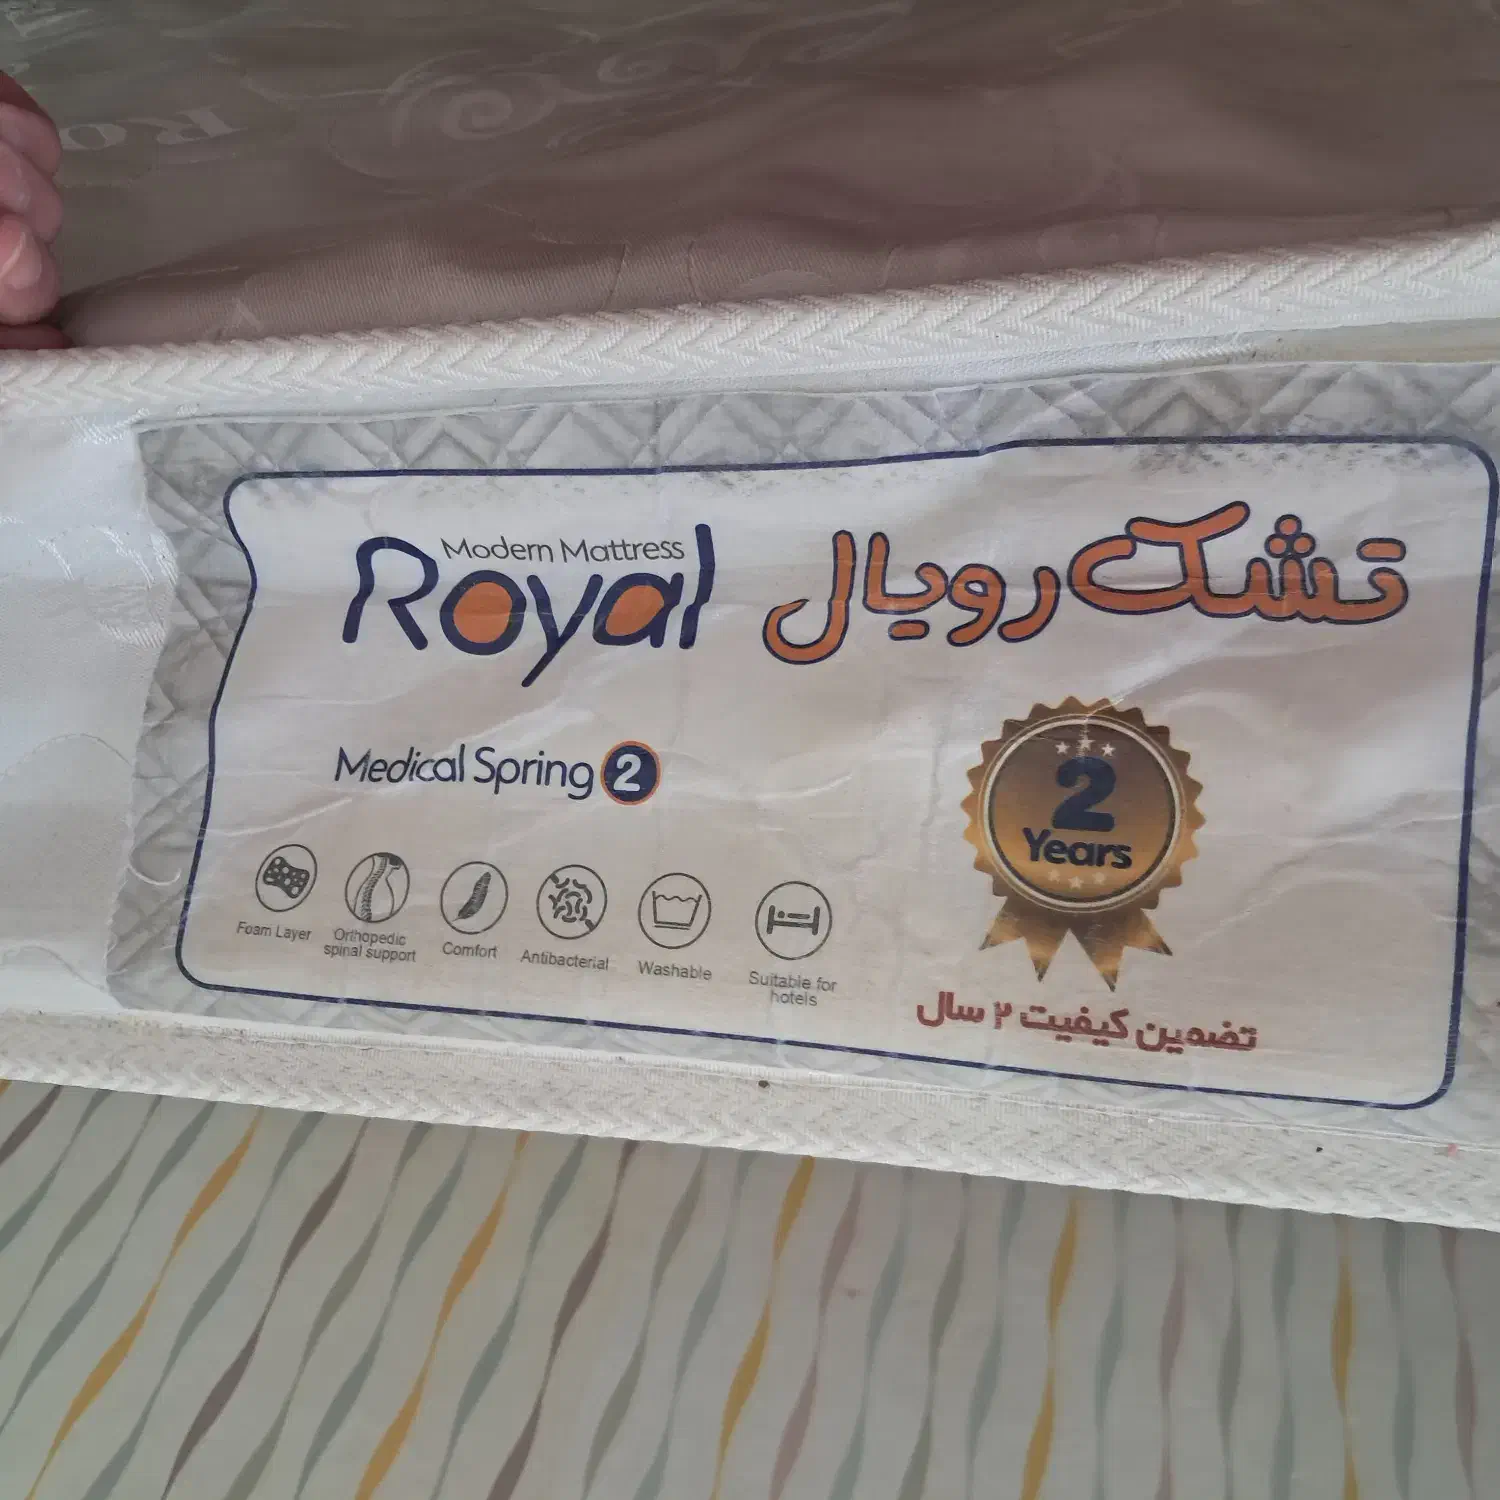 Modern Mattress
Royal
تشک رویال
Medical Spring 2
2
Years
Foam Layer
Orthopedic
spinal support
Comfort
Antibacterial
Washable
Suitable for
hotels
تضمین کیفیت ۲ سال